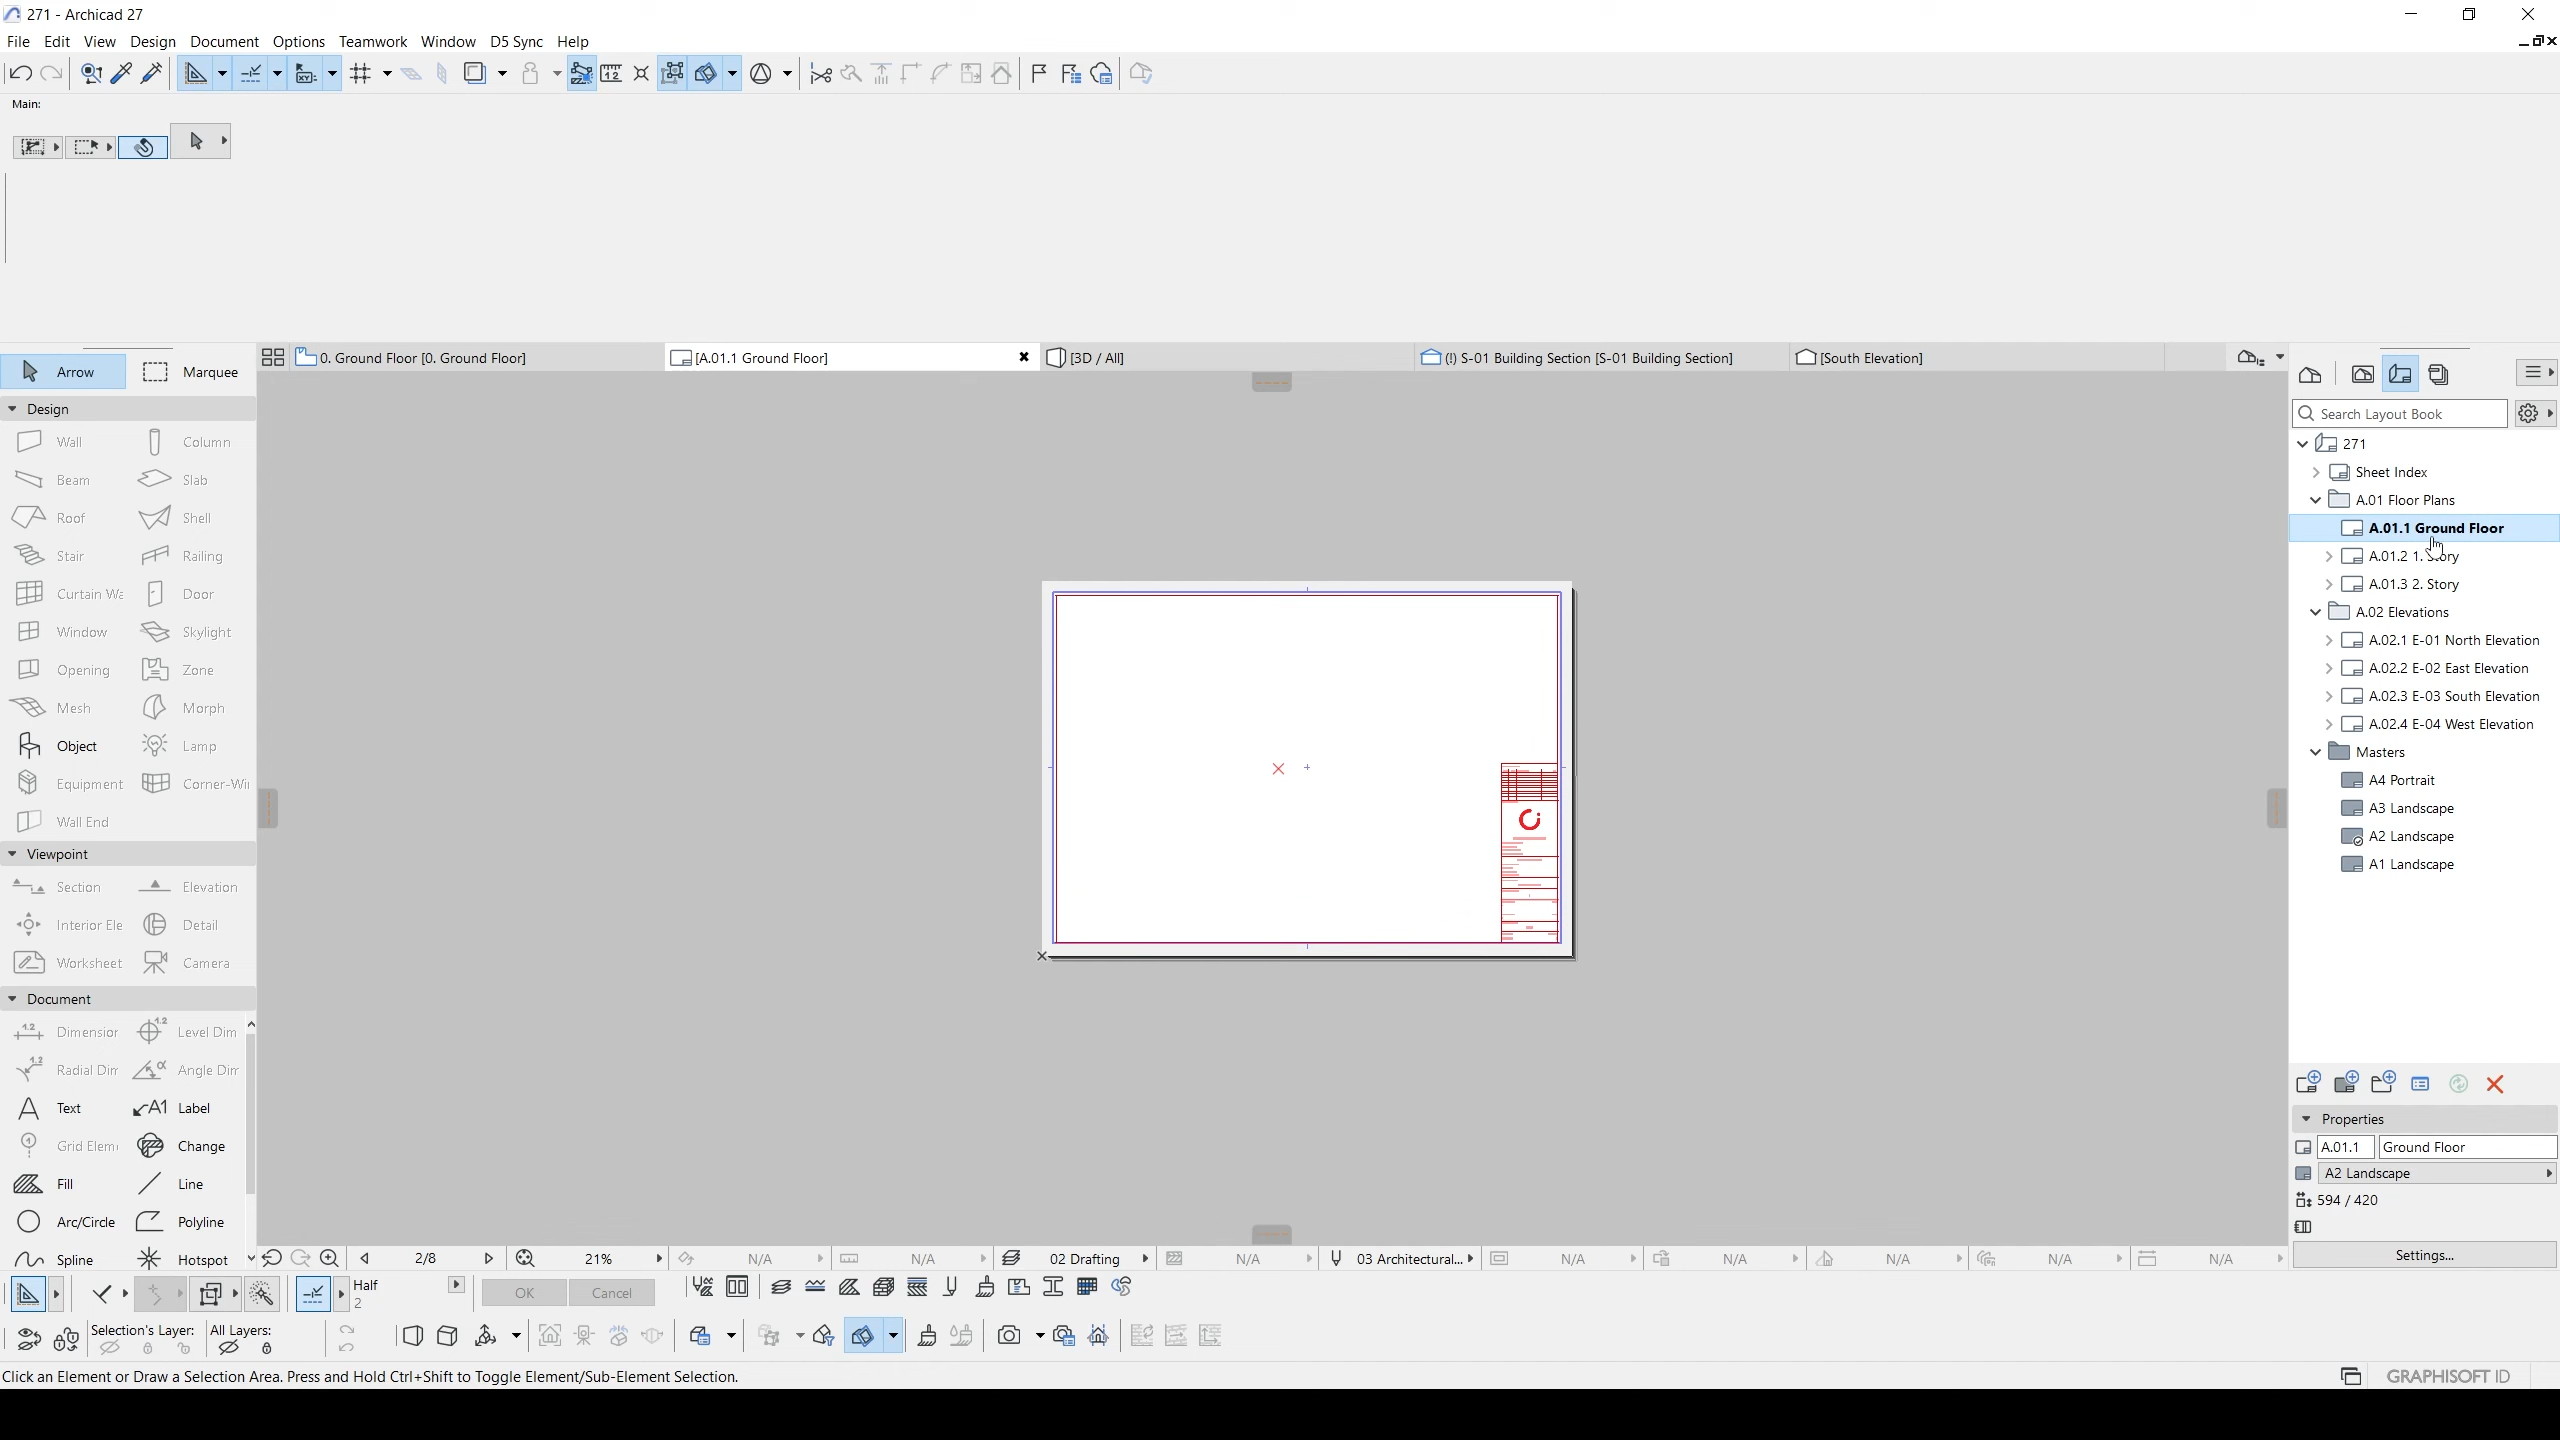 271 - Archicad 27
File Edit View Design Document Options Teamwork Window D5 Sync Help
Main:
0. Ground Floor [0. Ground Floor] [A.01.1 Ground Floor] [3D / All] (!) S-01 Building Section [S-01 Building Section] [South Elevation]
Arrow Marquee
Design
Wall Column
Beam Slab
Roof Shell
Stair Railing
Curtain Wa Door
Window Skylight
Opening Zone
Mesh Morph
Object Lamp
Equipment Corner-Wi
Wall End
Viewpoint
Section Elevation
Interior Ele Detail
Worksheet Camera
Document
Dimension Level Dim
Radial Dim Angle Dim
Text Label
Grid Elem Change
Fill Line
Arc/Circle Polyline
Spline Hotspot
Search Layout Book
271
Sheet Index
A.01 Floor Plans
A.01.1 Ground Floor
A.01.2 1. Story
A.01.3 2. Story
A.02 Elevations
A.02.1 E-01 North Elevation
A.02.2 E-02 East Elevation
A.02.3 E-03 South Elevation
A.02.4 E-04 West Elevation
Masters
A4 Portrait
A3 Landscape
A2 Landscape
A1 Landscape
Properties
A.01.1 Ground Floor
A2 Landscape
594 / 420
Settings...
2/8 21% N/A N/A 02 Drafting N/A 03 Architectural... N/A N/A N/A N/A N/A
Half
2
OK Cancel
Selection's Layer: All Layers:
Click an Element or Draw a Selection Area. Press and Hold Ctrl+Shift to Toggle Element/Sub-Element Selection.
GRAPHISOFT ID